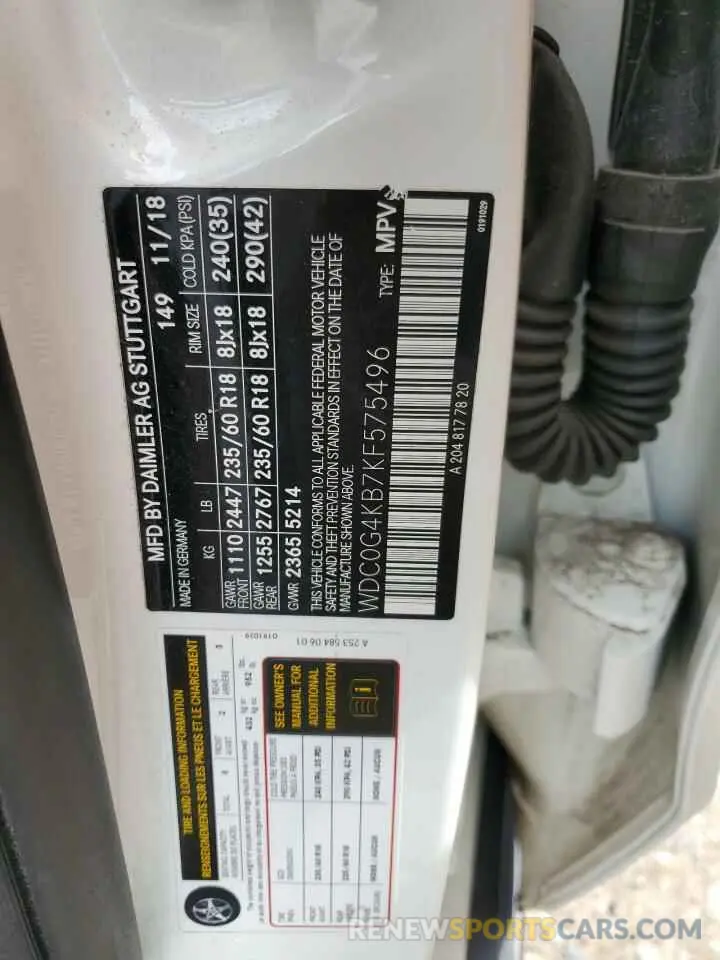 MFD BY DAIMLER AG STUTTGART
MADE IN GERMANY 149 11/18
KG LB TIRES RIM SIZE COLD KPA (PSI)
GAWR FRONT 1110 2447 235/60 R18 8Jx18 240(35)
GAWR REAR 1255 2767 235/60 R18 8Jx18 290(42)
GVWR 2365 5214
THIS VEHICLE CONFORMS TO ALL APPLICABLE FEDERAL MOTOR VEHICLE
SAFETY AND THEFT PREVENTION STANDARDS IN EFFECT ON THE DATE OF
MANUFACTURE SHOWN ABOVE.
WDC0G4KB7KF575496 TYPE: MPV
A 204 817 78 20 0191029
TIRE AND LOADING INFORMATION
RENSEIGNEMENTS SUR LES PNEUS ET LE CHARGEMENT
0191029
A 253 584 06 01
SEE OWNER'S
MANUAL FOR
ADDITIONAL
INFORMATION
RENEWSPORTSCARS.COM